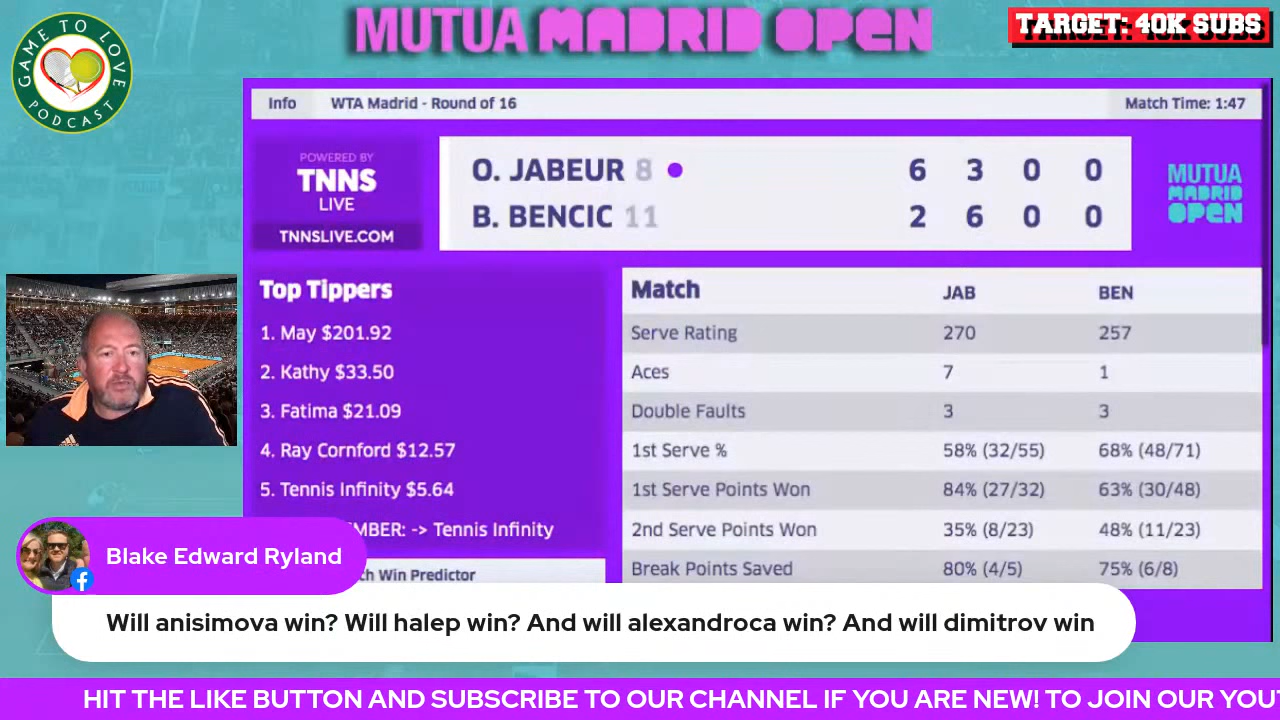 GAME TO LOVE
PODCAST
MUTUA MADRID OPEN
TARGET: 40K SUBS
Info WTA Madrid - Round of 16 Match Time: 1:47
POWERED BY
TNNS
LIVE
TNNSLIVE.COM
O. JABEUR 8 6 3 0 0
B. BENCIC 11 2 6 0 0
MUTUA
MADRID
OPEN
Top Tippers
1. May $201.92
2. Kathy $33.50
3. Fatima $21.09
4. Ray Cornford $12.57
5. Tennis Infinity $5.64
MBER: -> Tennis Infinity
ch Win Predictor
Match JAB BEN
Serve Rating 270 257
Aces 7 1
Double Faults 3 3
1st Serve % 58% (32/55) 68% (48/71)
1st Serve Points Won 84% (27/32) 63% (30/48)
2nd Serve Points Won 35% (8/23) 48% (11/23)
Break Points Saved 80% (4/5) 75% (6/8)
Blake Edward Ryland
Will anisimova win? Will halep win? And will alexandroca win? And will dimitrov win
HIT THE LIKE BUTTON AND SUBSCRIBE TO OUR CHANNEL IF YOU ARE NEW! TO JOIN OUR YOUT